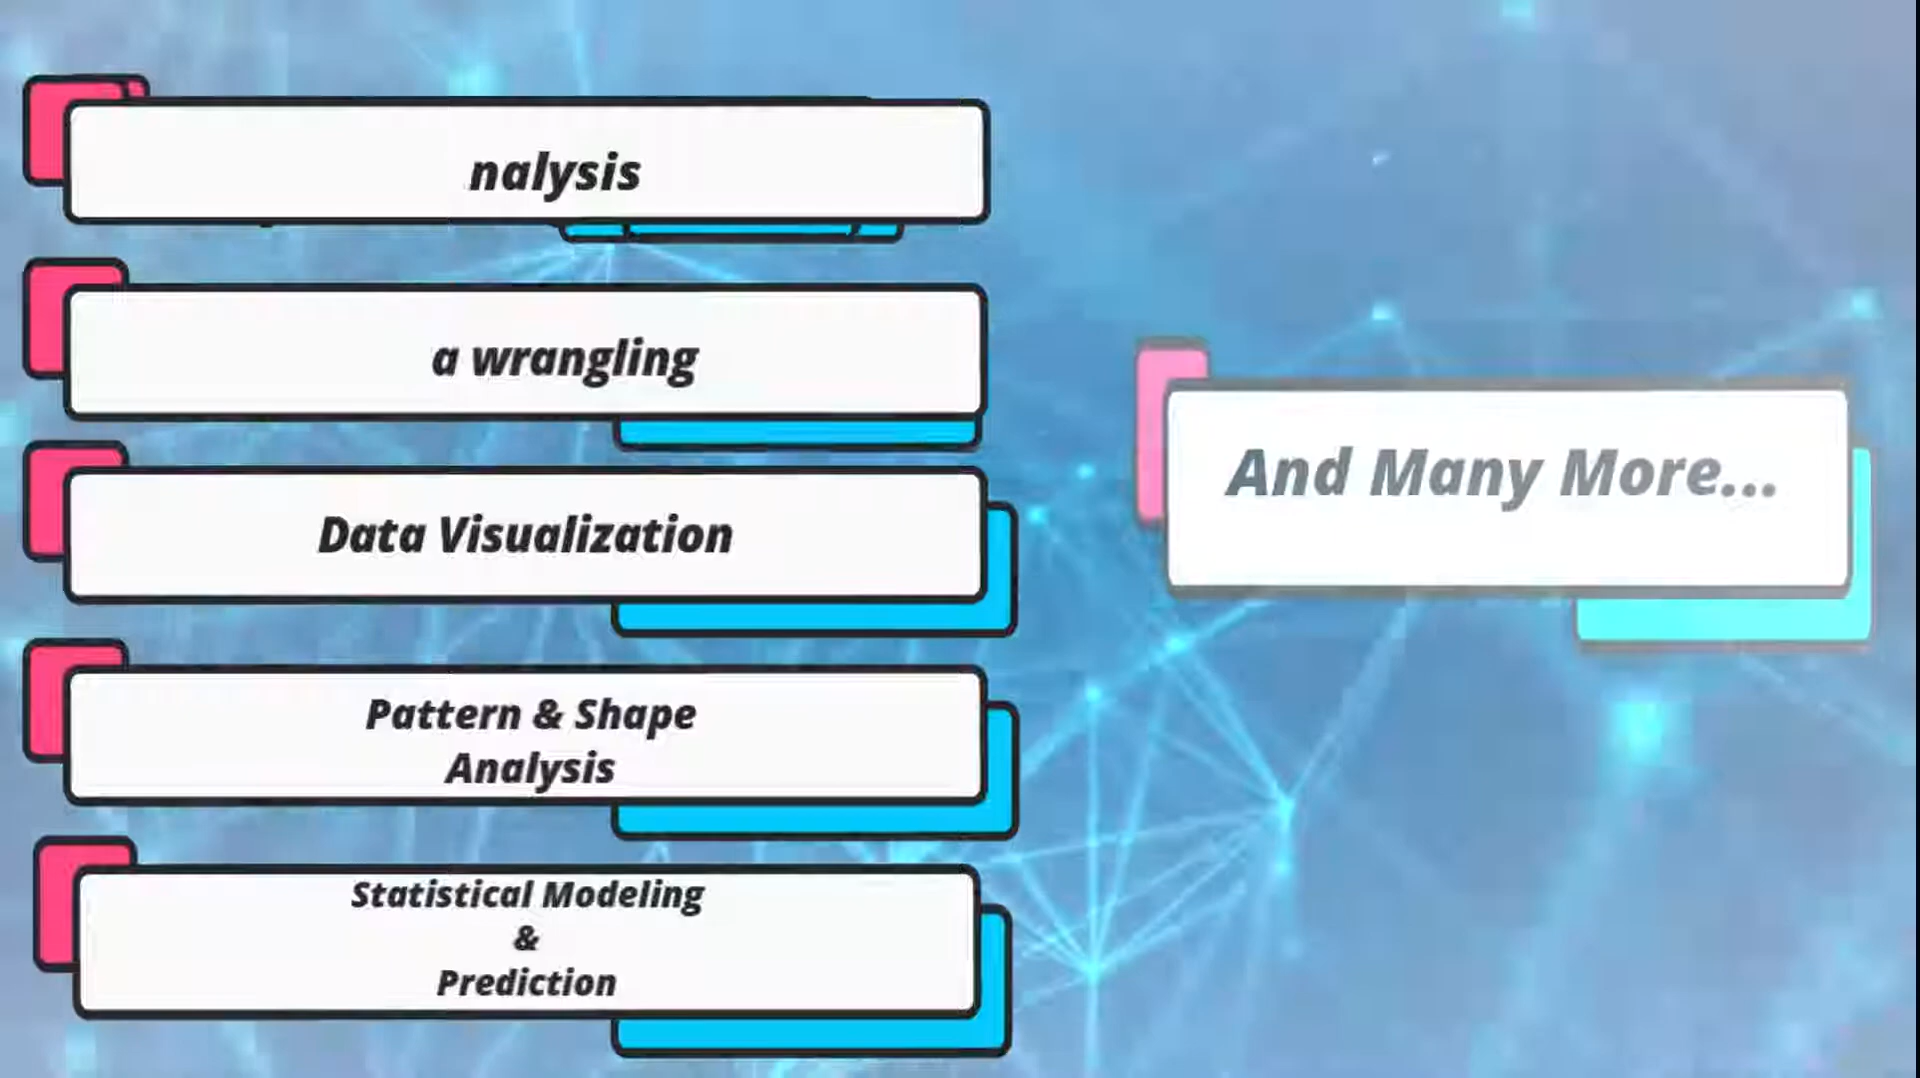 nalysis
a wrangling
Data Visualization
Pattern & Shape
Analysis
Statistical Modeling
&
Prediction
And Many More...